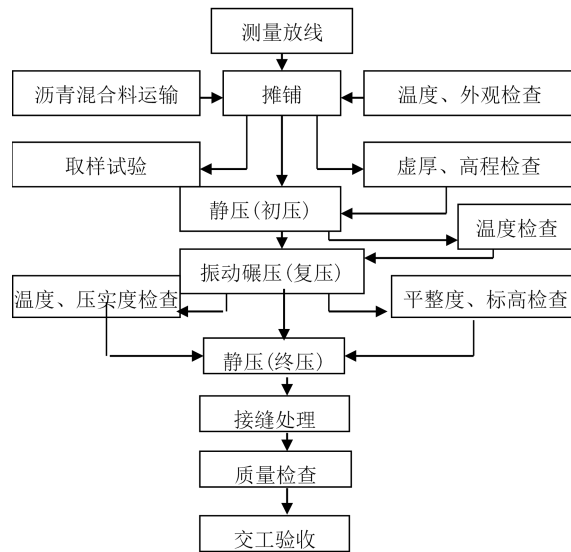 测量放线
沥青混合料运输
摊铺
温度、外观检查
取样试验
虚厚、高程检查
静压(初压)
温度检查
振动碾压(复压)
温度、压实度检查
平整度、标高检查
静压(终压)
接缝处理
质量检查
交工验收